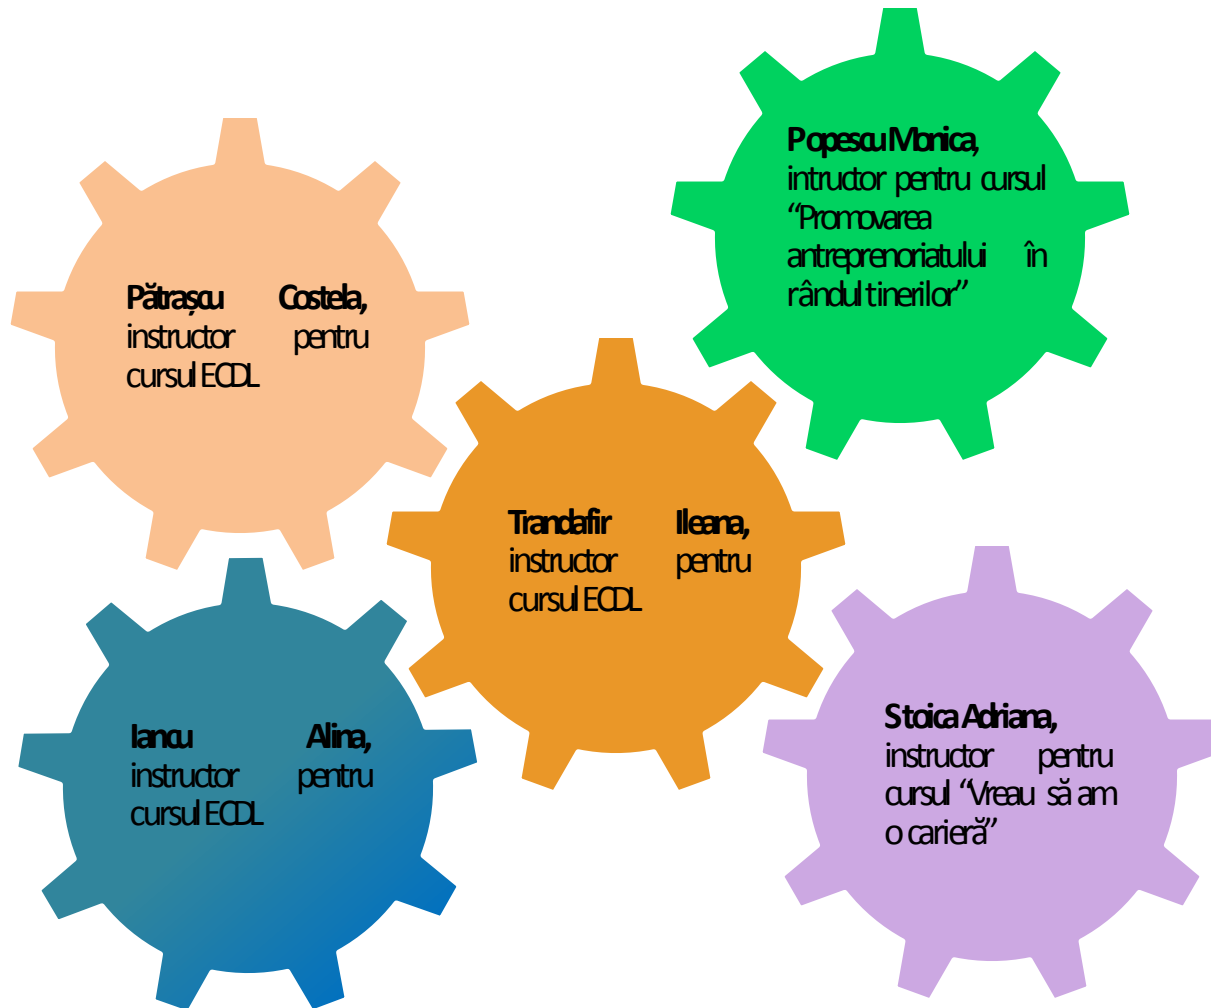 Popescu Monica,
intructor pentru cursul
“Promovarea
antreprenoriatului în
rândul tinerilor”
Pătrașcu Costela,
instructor pentru
cursul ECDL
Trandafir Ileana,
instructor pentru
cursul ECDL
Iancu Alina,
instructor pentru
cursul ECDL
Stoica Adriana,
instructor pentru
cursul “Vreau să am
o carieră”